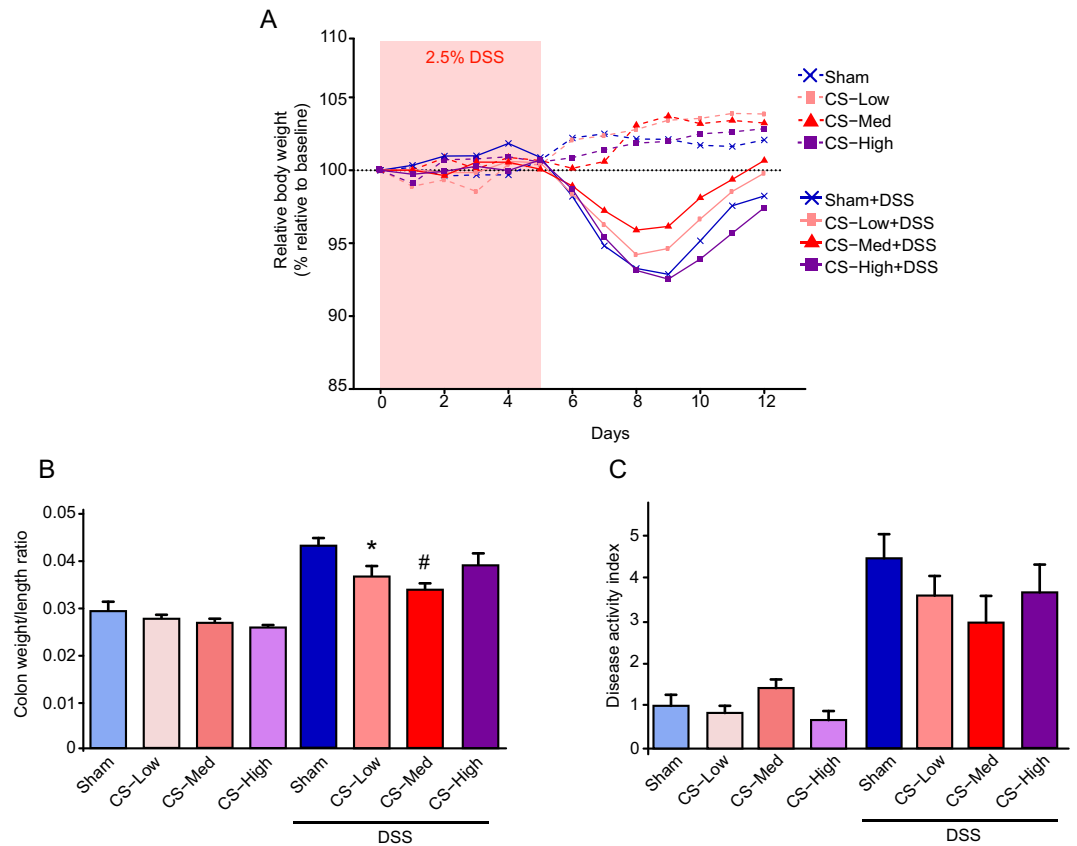 A
110
105
100
95
90
85
Relative body weight
(% relative to baseline)
2.5% DSS
0 2 4 6 8 10 12
Days
Sham
CS−Low
CS−Med
CS−High
Sham+DSS
CS−Low+DSS
CS−Med+DSS
CS−High+DSS
B
0.05
0.04
0.03
0.02
0.01
0
Colon weight/length ratio
* #
Sham CS−Low CS−Med CS−High Sham CS−Low CS−Med CS−High
DSS
C
5
4
3
2
1
0
Disease activity index
Sham CS−Low CS−Med CS−High Sham CS−Low CS−Med CS−High
DSS